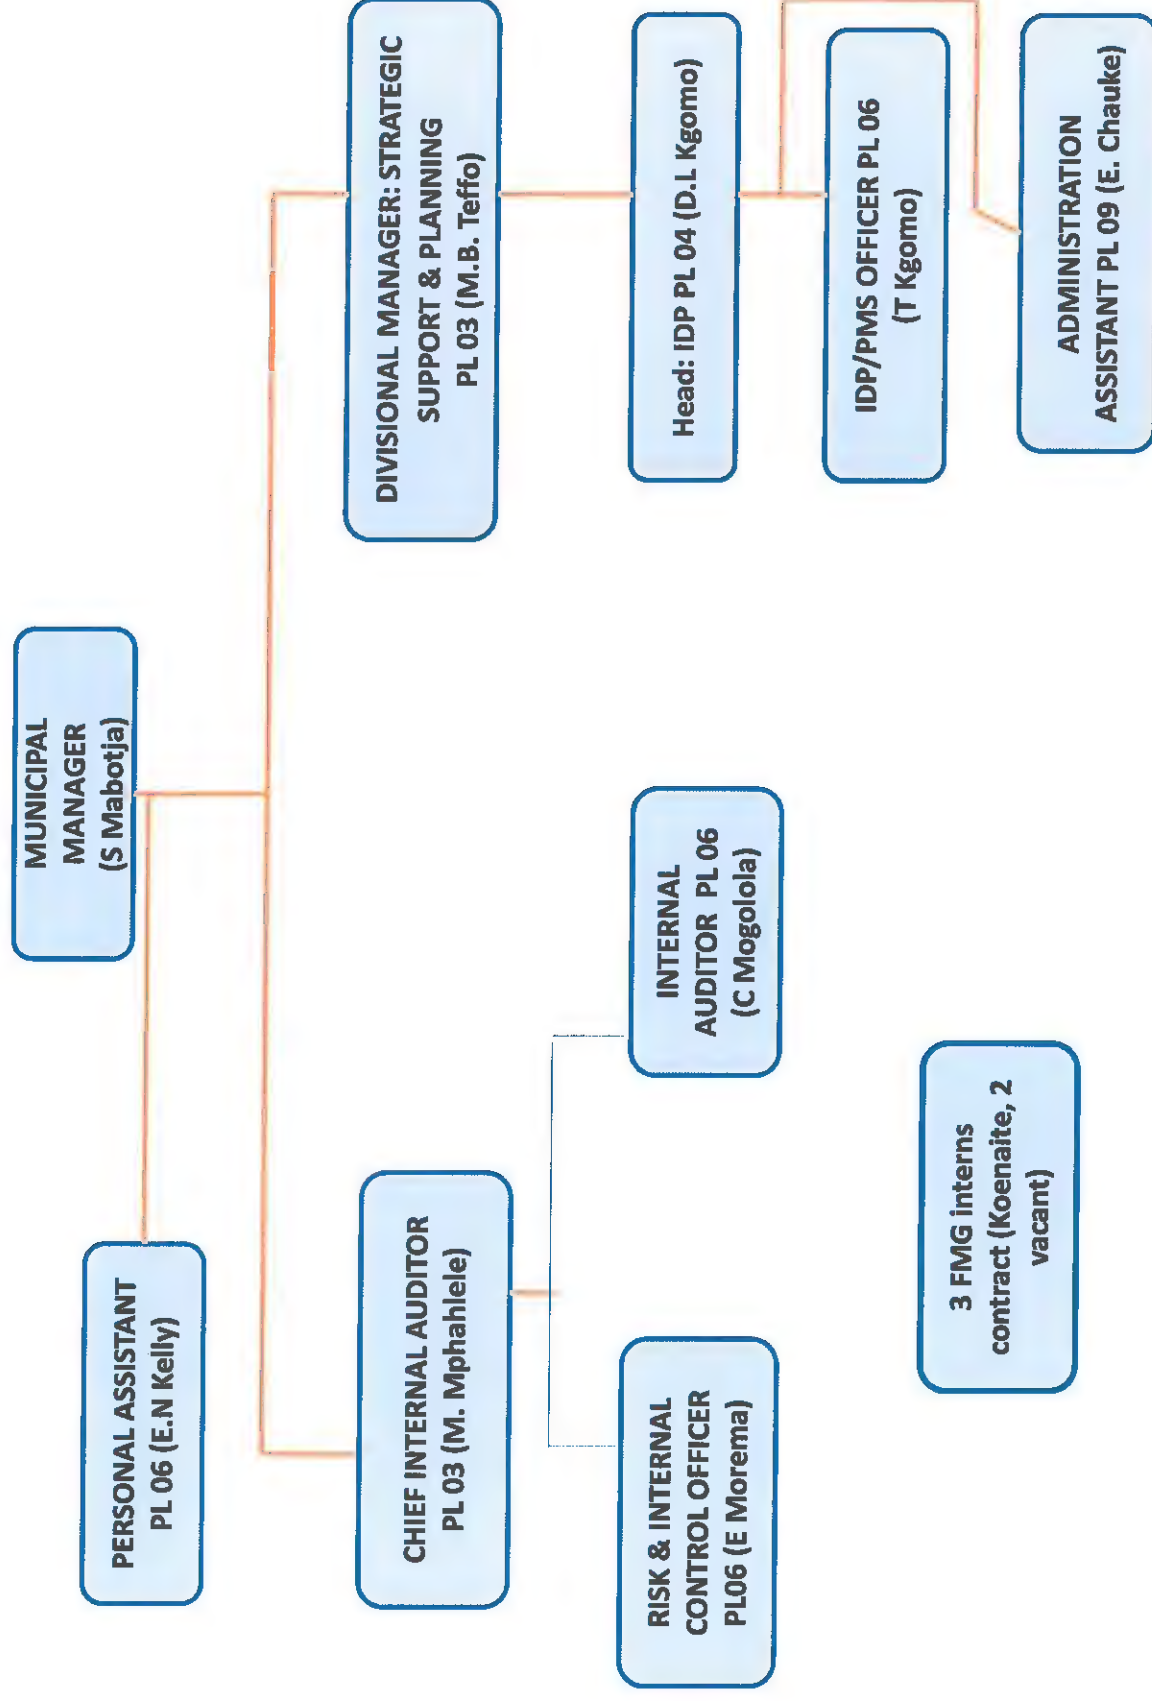 MUNICIPAL
MANAGER
(S Mabotja)
PERSONAL ASSISTANT
PL 06 (E.N Kelly)
CHIEF INTERNAL AUDITOR
PL 03 (M. Mphahlele)
DIVISIONAL MANAGER: STRATEGIC
SUPPORT & PLANNING
PL 03 (M.B. Teffo)
RISK & INTERNAL
CONTROL OFFICER
PL06 (E Morema)
INTERNAL
AUDITOR PL 06
(C Mogolola)
Head: IDP PL 04 (D.L Kgomo)
IDP/PMS OFFICER PL 06
(T Kgomo)
3 FMG interns
contract (Koenaite, 2
vacant)
ADMINISTRATION
ASSISTANT PL 09 (E. Chauke)